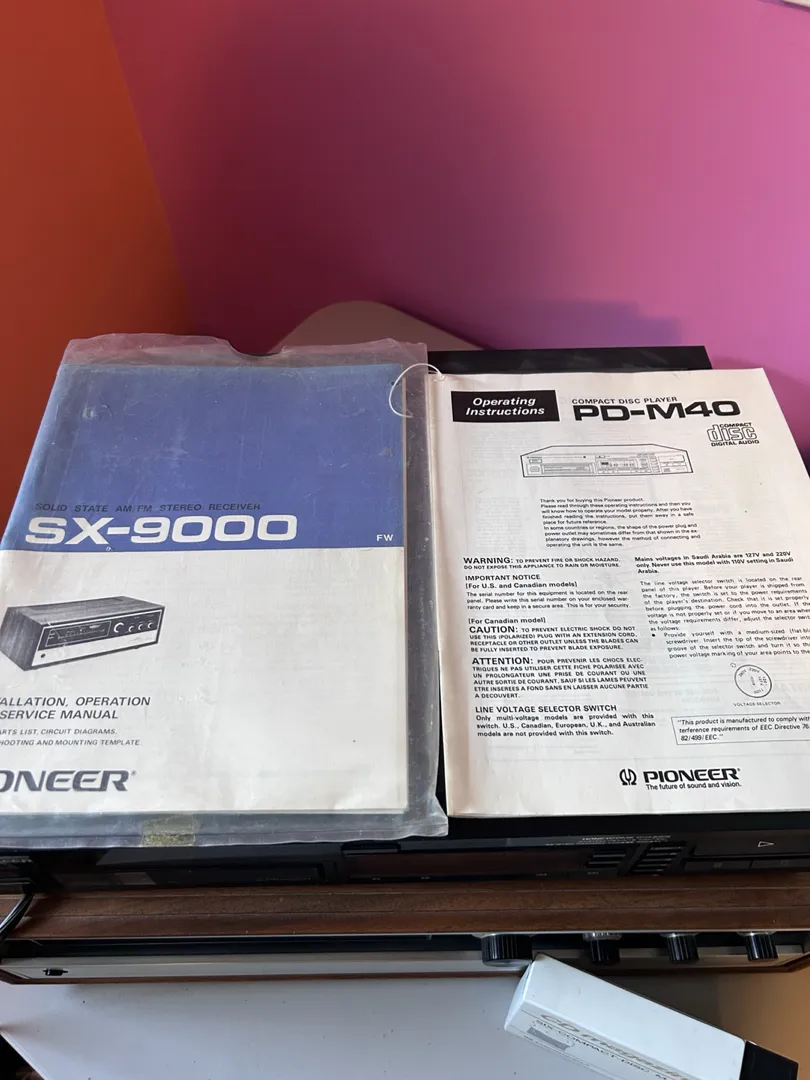 SOLID STATE AM/FM STEREO RECEIVER
SX-9000
FW
ALLATION, OPERATION
SERVICE MANUAL
ARTS LIST, CIRCUIT DIAGRAMS,
HOOTING AND MOUNTING TEMPLATE
ONEER®
Operating
Instructions
COMPACT DISC PLAYER
PD-M40
COMPACT
disc
DIGITAL AUDIO
Thank you for buying this Pioneer product.
Please read through these operating instructions and then you
will know how to operate your model properly. After you have
finished reading the instructions, put them away in a safe
place for future reference.
In some countries or regions, the shape of the power plug and
power outlet may sometimes differ from that shown in the ex-
planatory drawings, however the method of connecting and
operating the unit is the same.
WARNING: TO PREVENT FIRE OR SHOCK HAZARD,
DO NOT EXPOSE THIS APPLIANCE TO RAIN OR MOISTURE.
IMPORTANT NOTICE
[For U.S. and Canadian models]
The serial number for this equipment is located on the rear
panel. Please write this serial number on your enclosed war-
ranty card and keep in a secure area. This is for your security.
[For Canadian model]
CAUTION: TO PREVENT ELECTRIC SHOCK DO NOT
USE THIS (POLARIZED) PLUG WITH AN EXTENSION CORD,
RECEPTACLE OR OTHER OUTLET UNLESS THE BLADES CAN
BE FULLY INSERTED TO PREVENT BLADE EXPOSURE.
ATTENTION: POUR PREVENIR LES CHOCS ELEC-
TRIQUES NE PAS UTILISER CETTE FICHE POLARISEE AVEC
UN PROLONGATEUR UNE PRISE DE COURANT OU UNE
AUTRE SORTIE DE COURANT, SAUF SI LES LAMES PEUVENT
ETRE INSEREES A FOND SANS EN LAISSER AUCUNE PARTIE
A DECOUVERT.
LINE VOLTAGE SELECTOR SWITCH
Only multi-voltage models are provided with this
switch. U.S., Canadian, European, U.K., and Australian
models are not provided with this switch.
Mains voltages in Saudi Arabia are 127V and 220V
only. Never use this model with 110V setting in Saudi
Arabia.
The line voltage selector switch is located on the rear
panel of this player. Before your player is shipped from
the factory, the switch is set to the power requirements
of the player's destination. Check that it is set properly
before plugging the power cord into the outlet. If the
voltage is not properly set or if you move to an area where
the voltage requirements differ, adjust the selector swit
as follows.
● Provide yourself with a medium-sized (flat-bla
screwdriver. Insert the tip of the screwdriver into
groove of the selector switch and turn it so tha
power voltage marking of your area points to the
VOLTAGE SELECTOR
"This product is manufactured to comply with
terference requirements of EEC Directive 76
82/499/EEC."
PIONEER®
The future of sound and vision.